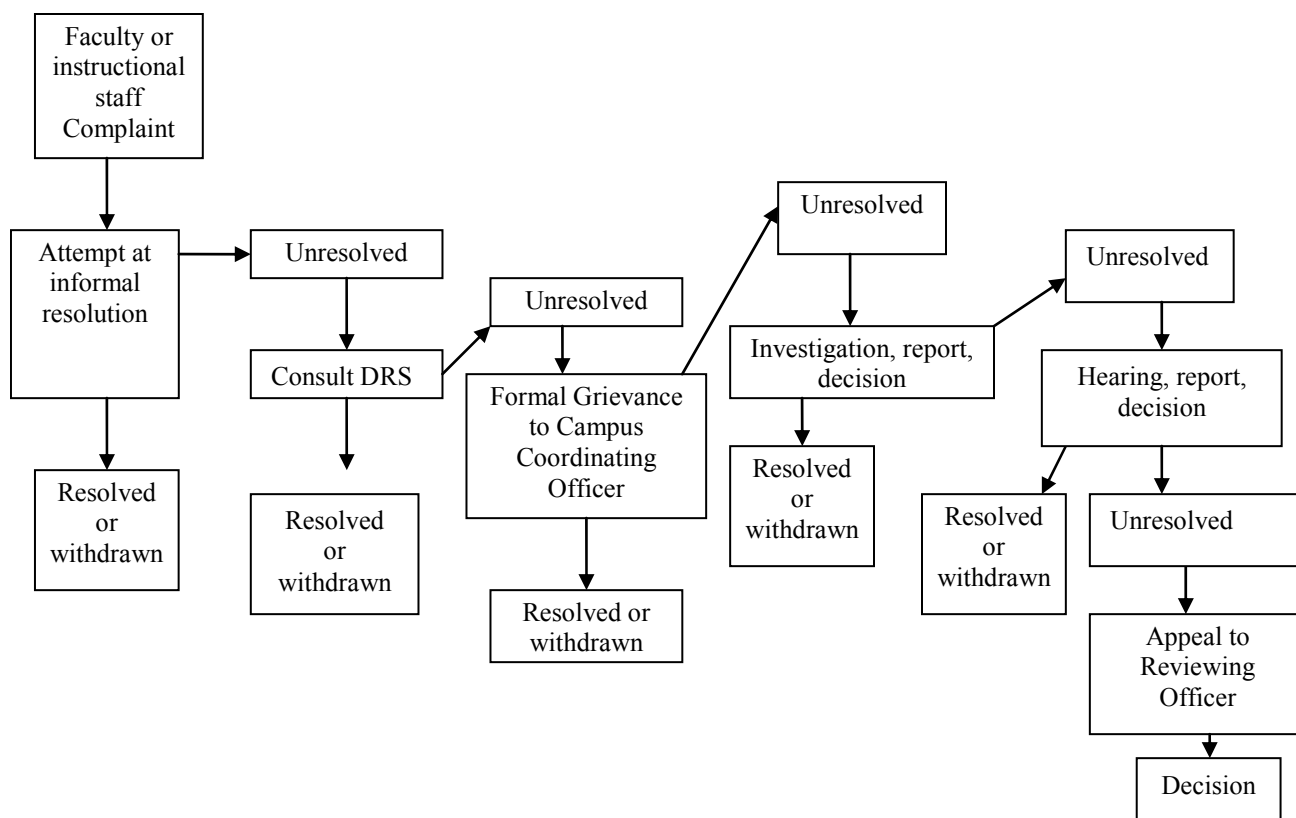 Faculty or
instructional
staff
Complaint
Attempt at
informal
resolution
Resolved
or
withdrawn
Unresolved
Consult DRS
Resolved
or
withdrawn
Unresolved
Formal Grievance
to Campus
Coordinating
Officer
Resolved or
withdrawn
Unresolved
Investigation, report,
decision
Resolved
or
withdrawn
Unresolved
Hearing, report,
decision
Resolved
or
withdrawn
Unresolved
Appeal to
Reviewing
Officer
Decision